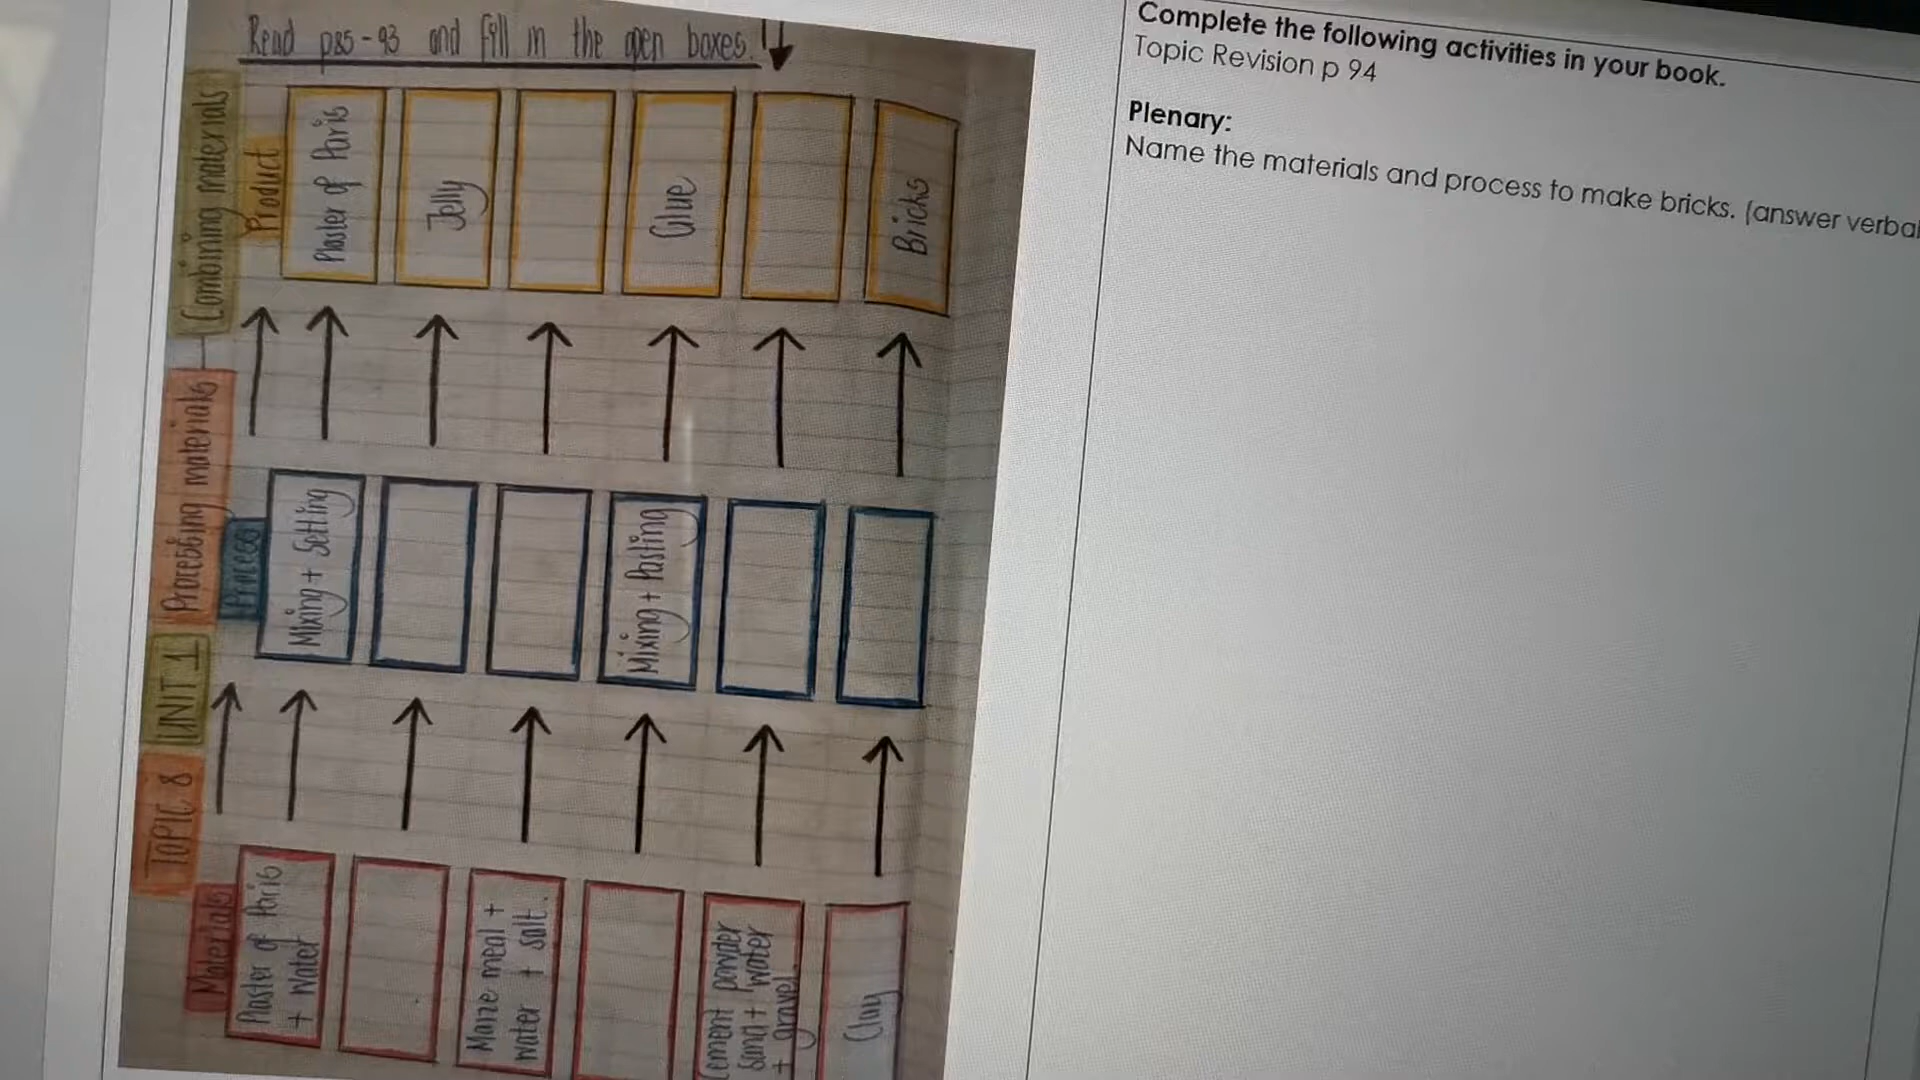 Read p85-93 and fill in the open boxes.
TOPIC 8 UNIT 1 Processing materials Combining materials
Materials Process Product
Plaster of Paris
+ water
Mixing + Setting
Plaster of Paris
Jelly
Maize meal +
water + salt.
Mixing + Pasting
Glue
Cement powder
sand + water
+ gravel.
Clay
Bricks
Complete the following activities in your book.
Topic Revision p 94
Plenary:
Name the materials and process to make bricks. (answer verbal